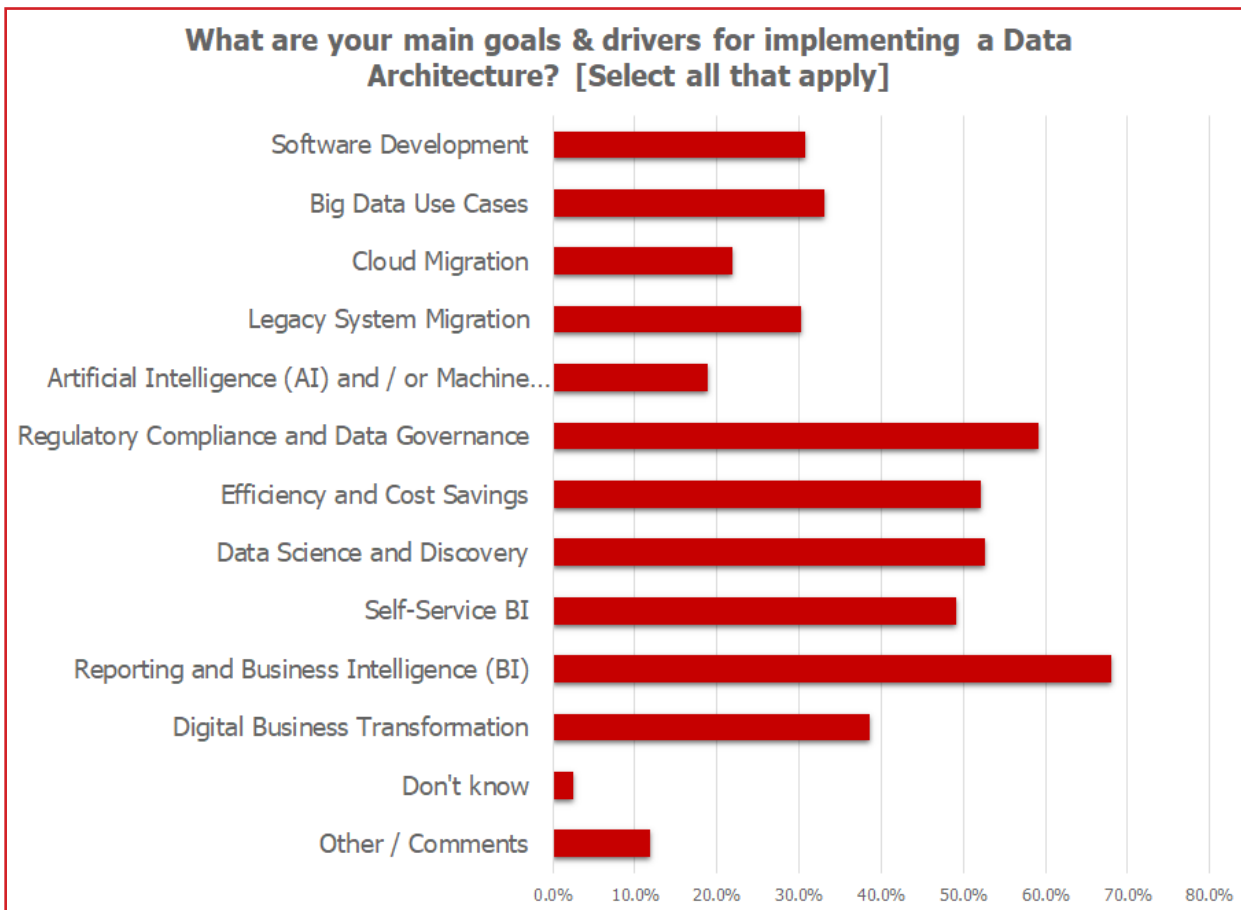 What are your main goals & drivers for implementing a Data
Architecture? [Select all that apply]
Software Development
Big Data Use Cases
Cloud Migration
Legacy System Migration
Artificial Intelligence (AI) and / or Machine...
Regulatory Compliance and Data Governance
Efficiency and Cost Savings
Data Science and Discovery
Self-Service BI
Reporting and Business Intelligence (BI)
Digital Business Transformation
Don't know
Other / Comments
0.0% 10.0% 20.0% 30.0% 40.0% 50.0% 60.0% 70.0% 80.0%